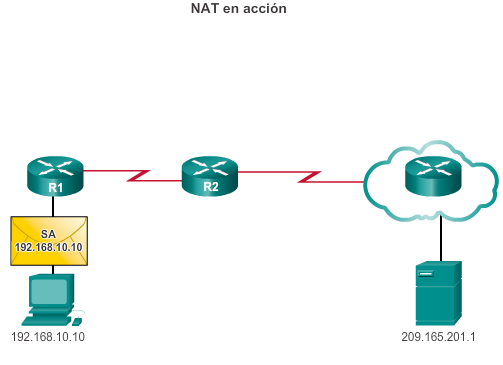 NAT en acción
R1
R2
SA
192.168.10.10
192.168.10.10
209.165.201.1